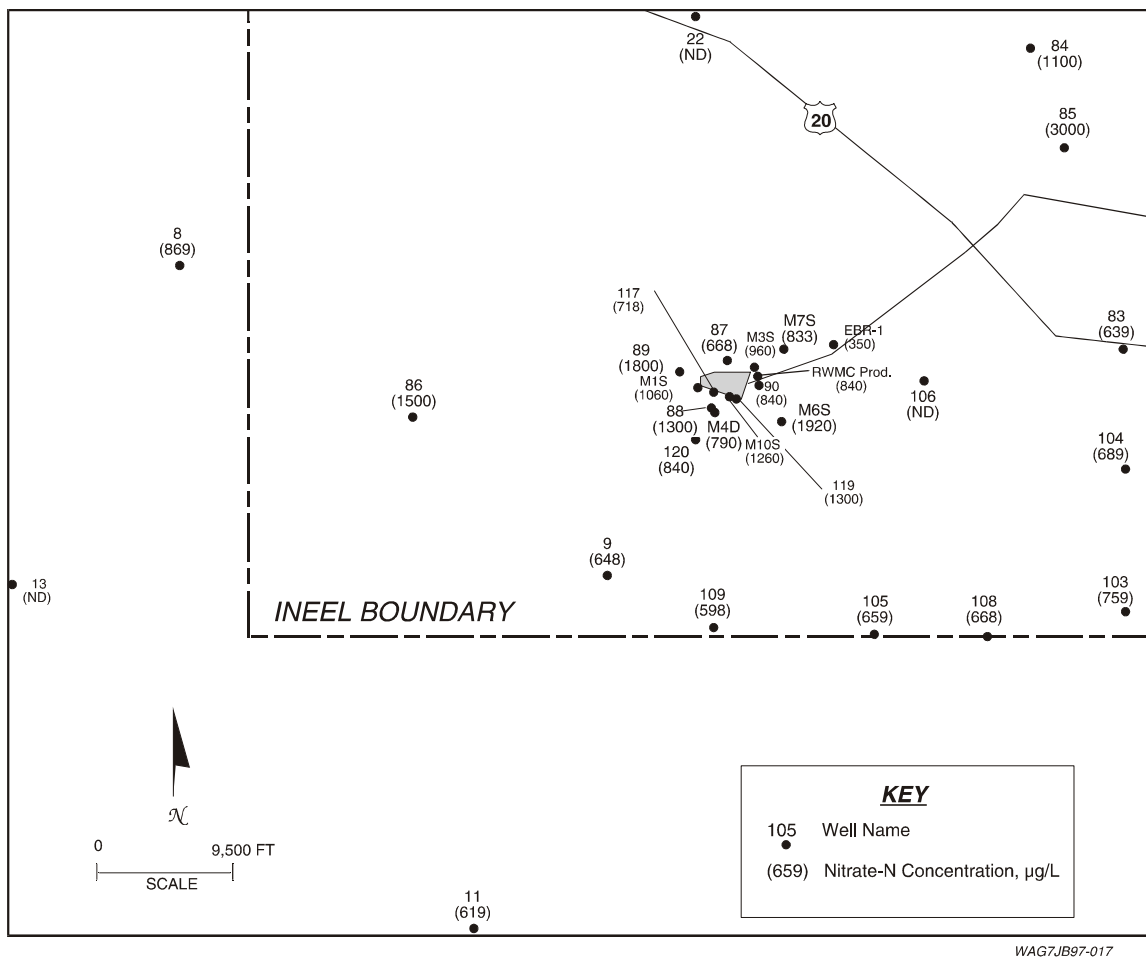 22
(ND)
84
(1100)
20
85
(3000)
8
(869)
117
(718)
87
(668)
M3S
(960)
M7S
(833)
EBR-1
(350)
83
(639)
89
(1800)
M1S
(1060)
RWMC Prod.
(840)
90
(840)
86
(1500)
106
(ND)
88
(1300)
M4D
(790)
M6S
(1920)
M10S
(1260)
120
(840)
104
(689)
119
(1300)
9
(648)
13
(ND)
INEEL BOUNDARY
109
(598)
105
(659)
108
(668)
103
(759)
N
0 9,500 FT
SCALE
11
(619)
KEY
105 Well Name
(659) Nitrate-N Concentration, µg/L
WAG7JB97-017